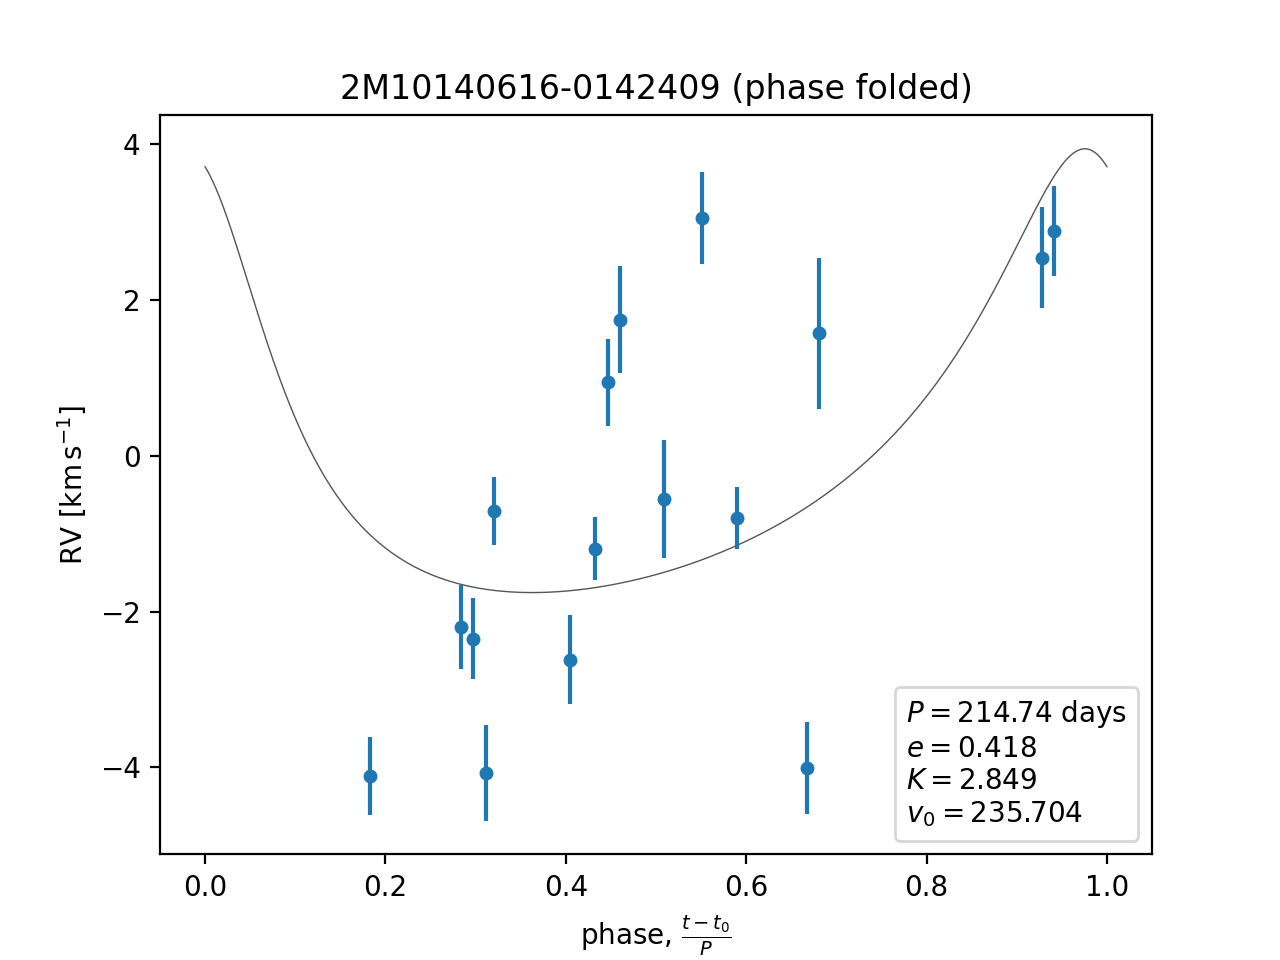 2M10140616-0142409 (phase folded)
4
2
0
−2
−4
RV [km s⁻¹]
P = 214.74 days
e = 0.418
K = 2.849
v₀ = 235.704
0.0 0.2 0.4 0.6 0.8 1.0
phase, (t − t₀)/P